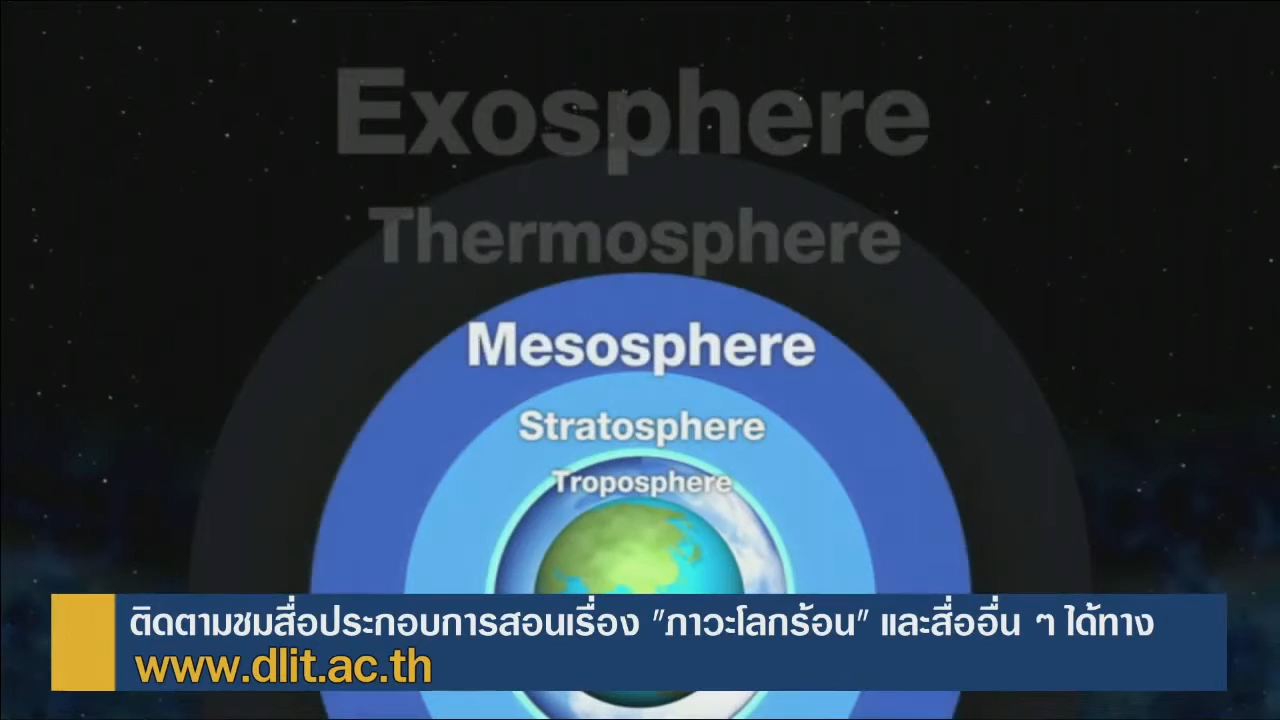 Exosphere
Thermosphere
Mesosphere
Stratosphere
Troposphere
ติดตามชมสื่อประกอบการสอนเรื่อง "ภาวะโลกร้อน" และสื่ออื่น ๆ ได้ทาง
www.dlit.ac.th